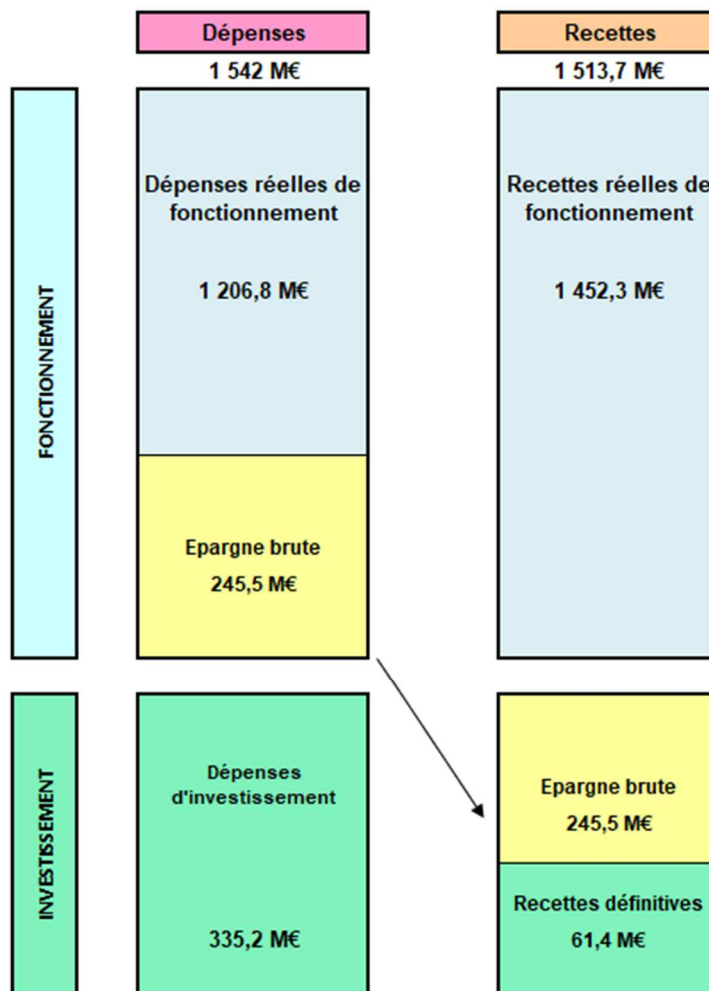 Dépenses
Recettes
1 542 M€
1 513,7 M€
FONCTIONNEMENT
Dépenses réelles de
fonctionnement
1 206,8 M€
Recettes réelles de
fonctionnement
1 452,3 M€
Epargne brute
245,5 M€
INVESTISSEMENT
Dépenses
d'investissement
335,2 M€
Epargne brute
245,5 M€
Recettes définitives
61,4 M€